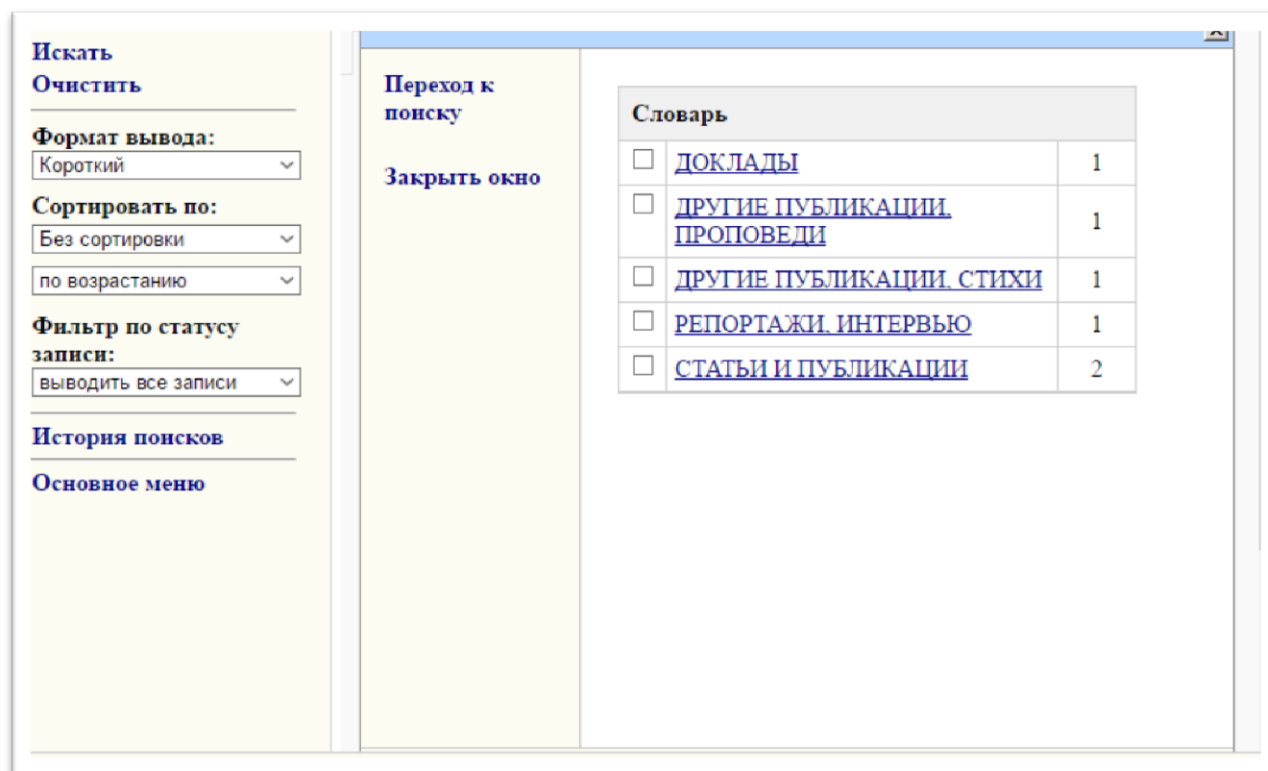 Искать
Очистить
Формат вывода:
Короткий
Сортировать по:
Без сортировки
по возрастанию
Фильтр по статусу
записи:
выводить все записи
История поисков
Основное меню
Переход к
поиску
Закрыть окно
Словарь
ДОКЛАДЫ 1
ДРУГИЕ ПУБЛИКАЦИИ.
ПРОПОВЕДИ 1
ДРУГИЕ ПУБЛИКАЦИИ. СТИХИ 1
РЕПОРТАЖИ. ИНТЕРВЬЮ 1
СТАТЬИ И ПУБЛИКАЦИИ 2